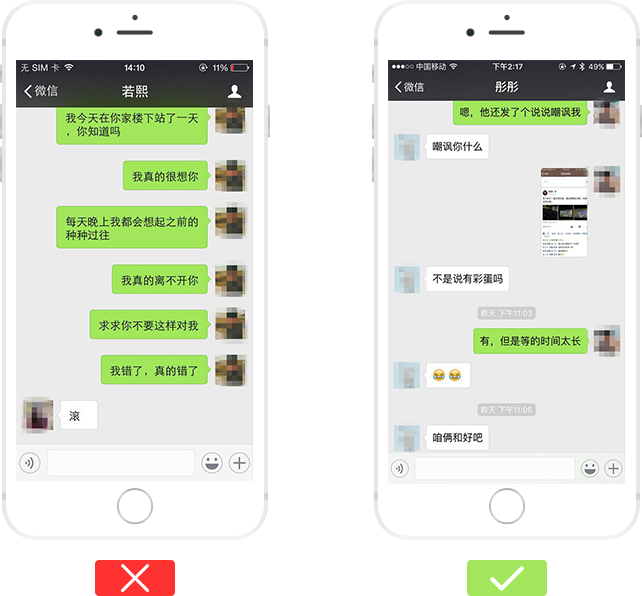 无 SIM 卡
14:10
11%
微信
若熙
我今天在你家楼下站了一天
，你知道吗
我真的很想你
每天晚上我都会想起之前的
种种过往
我真的离不开你
求求你不要这样对我
我错了，真的错了
滚
中国移动
下午2:17
49%
微信
彤彤
嗯，他还发了个说说嘲讽我
嘲讽你什么
不是说有彩蛋吗
昨天 下午11:03
有，但是等的时间太长
昨天 下午11:05
咱俩和好吧